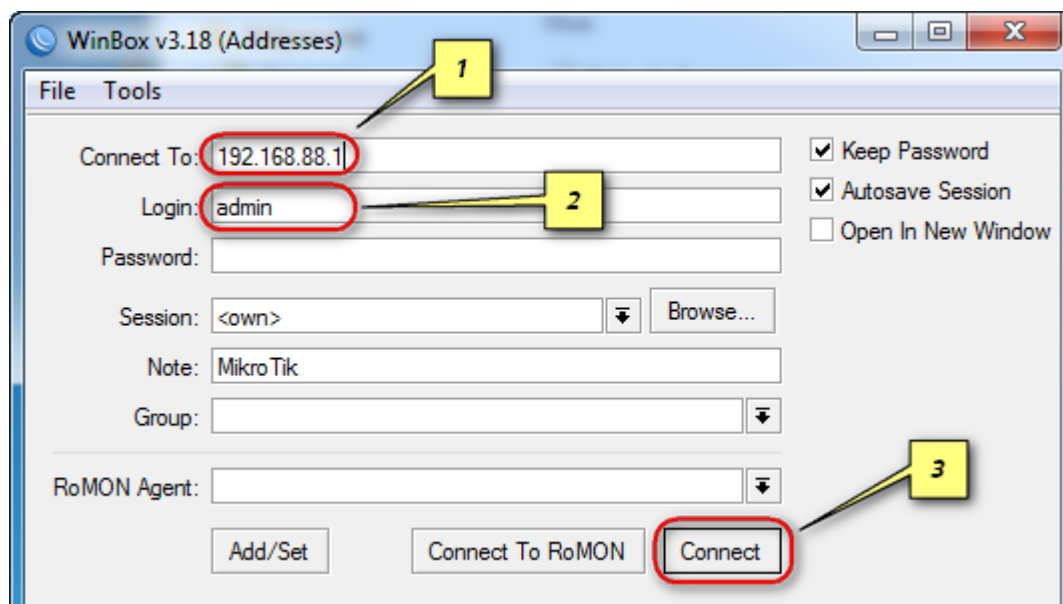 WinBox v3.18 (Addresses)
File Tools
1
Connect To: 192.168.88.1
Keep Password
Login: admin
2
Autosave Session
Open In New Window
Password:
Session: <own> Browse...
Note: MikroTik
Group:
RoMON Agent:
3
Add/Set Connect To RoMON Connect